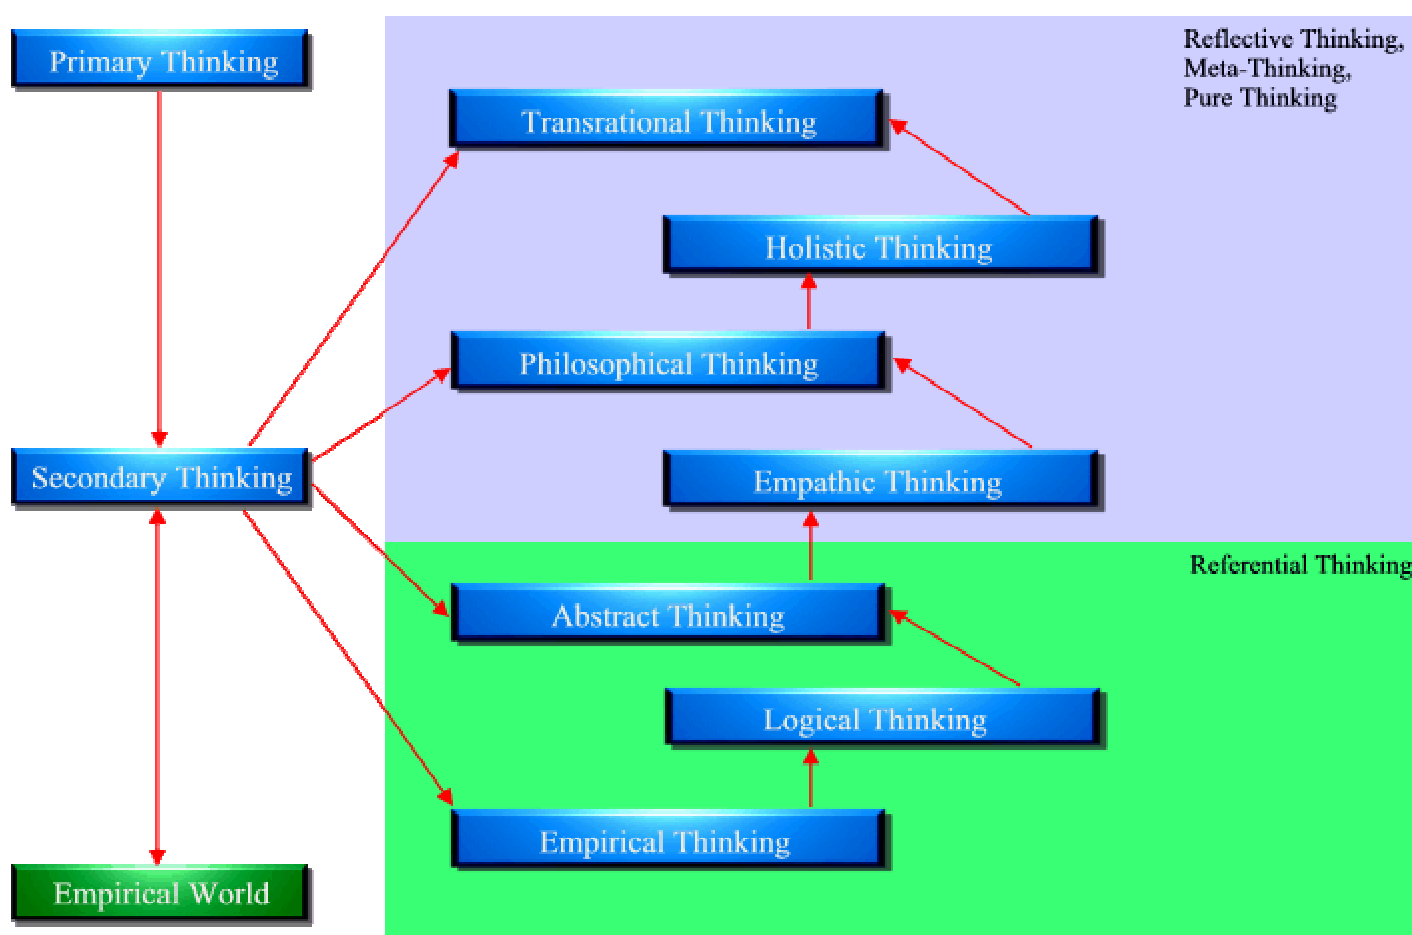 Primary Thinking
Reflective Thinking,
Meta-Thinking,
Pure Thinking
Transrational Thinking
Holistic Thinking
Philosophical Thinking
Secondary Thinking
Empathic Thinking
Referential Thinking
Abstract Thinking
Logical Thinking
Empirical Thinking
Empirical World